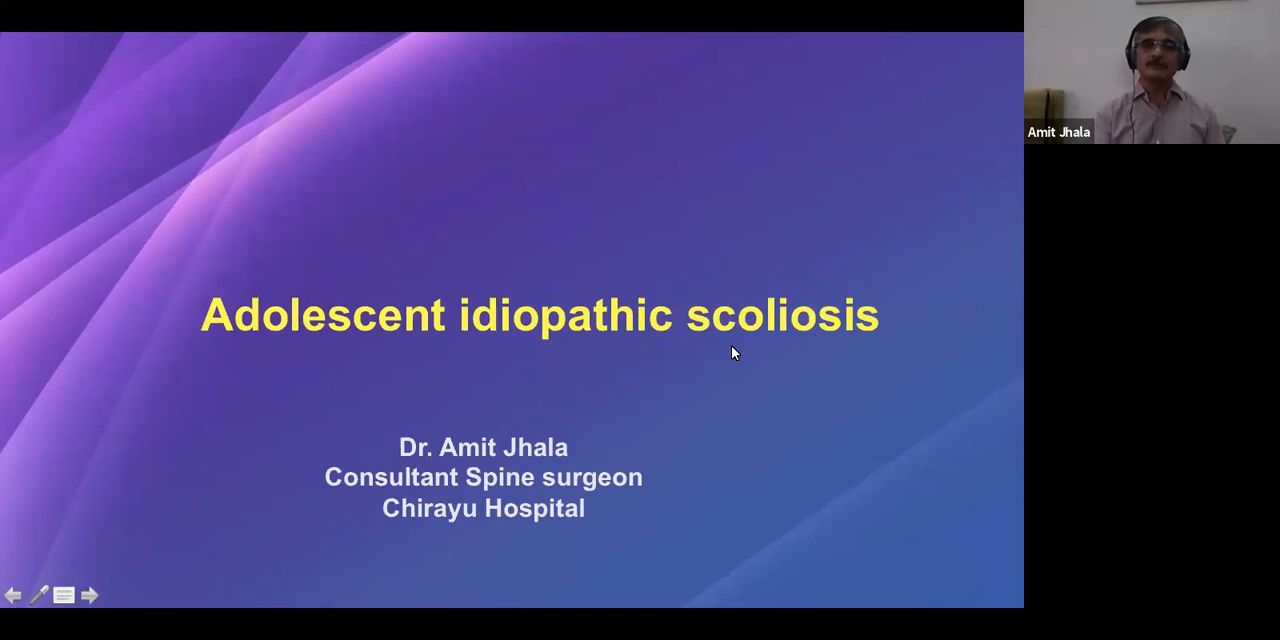 Adolescent idiopathic scoliosis
Dr. Amit Jhala
Consultant Spine surgeon
Chirayu Hospital
Amit Jhala